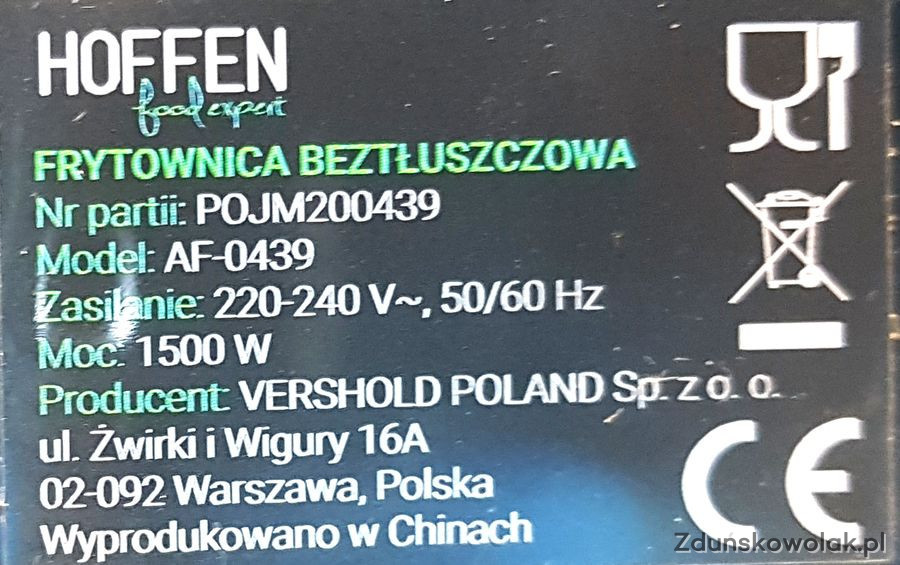 HOFFEN
food expert
FRYTOWNICA BEZTŁUSZCZOWA
Nr partii: POJM200439
Model: AF-0439
Zasilanie: 220-240 V~, 50/60 Hz
Moc: 1500 W
Producent: VERSHOLD POLAND Sp. z o. o.
ul. Żwirki i Wigury 16A
02-092 Warszawa, Polska
Wyprodukowano w Chinach
CE
Zduńskowolak.pl